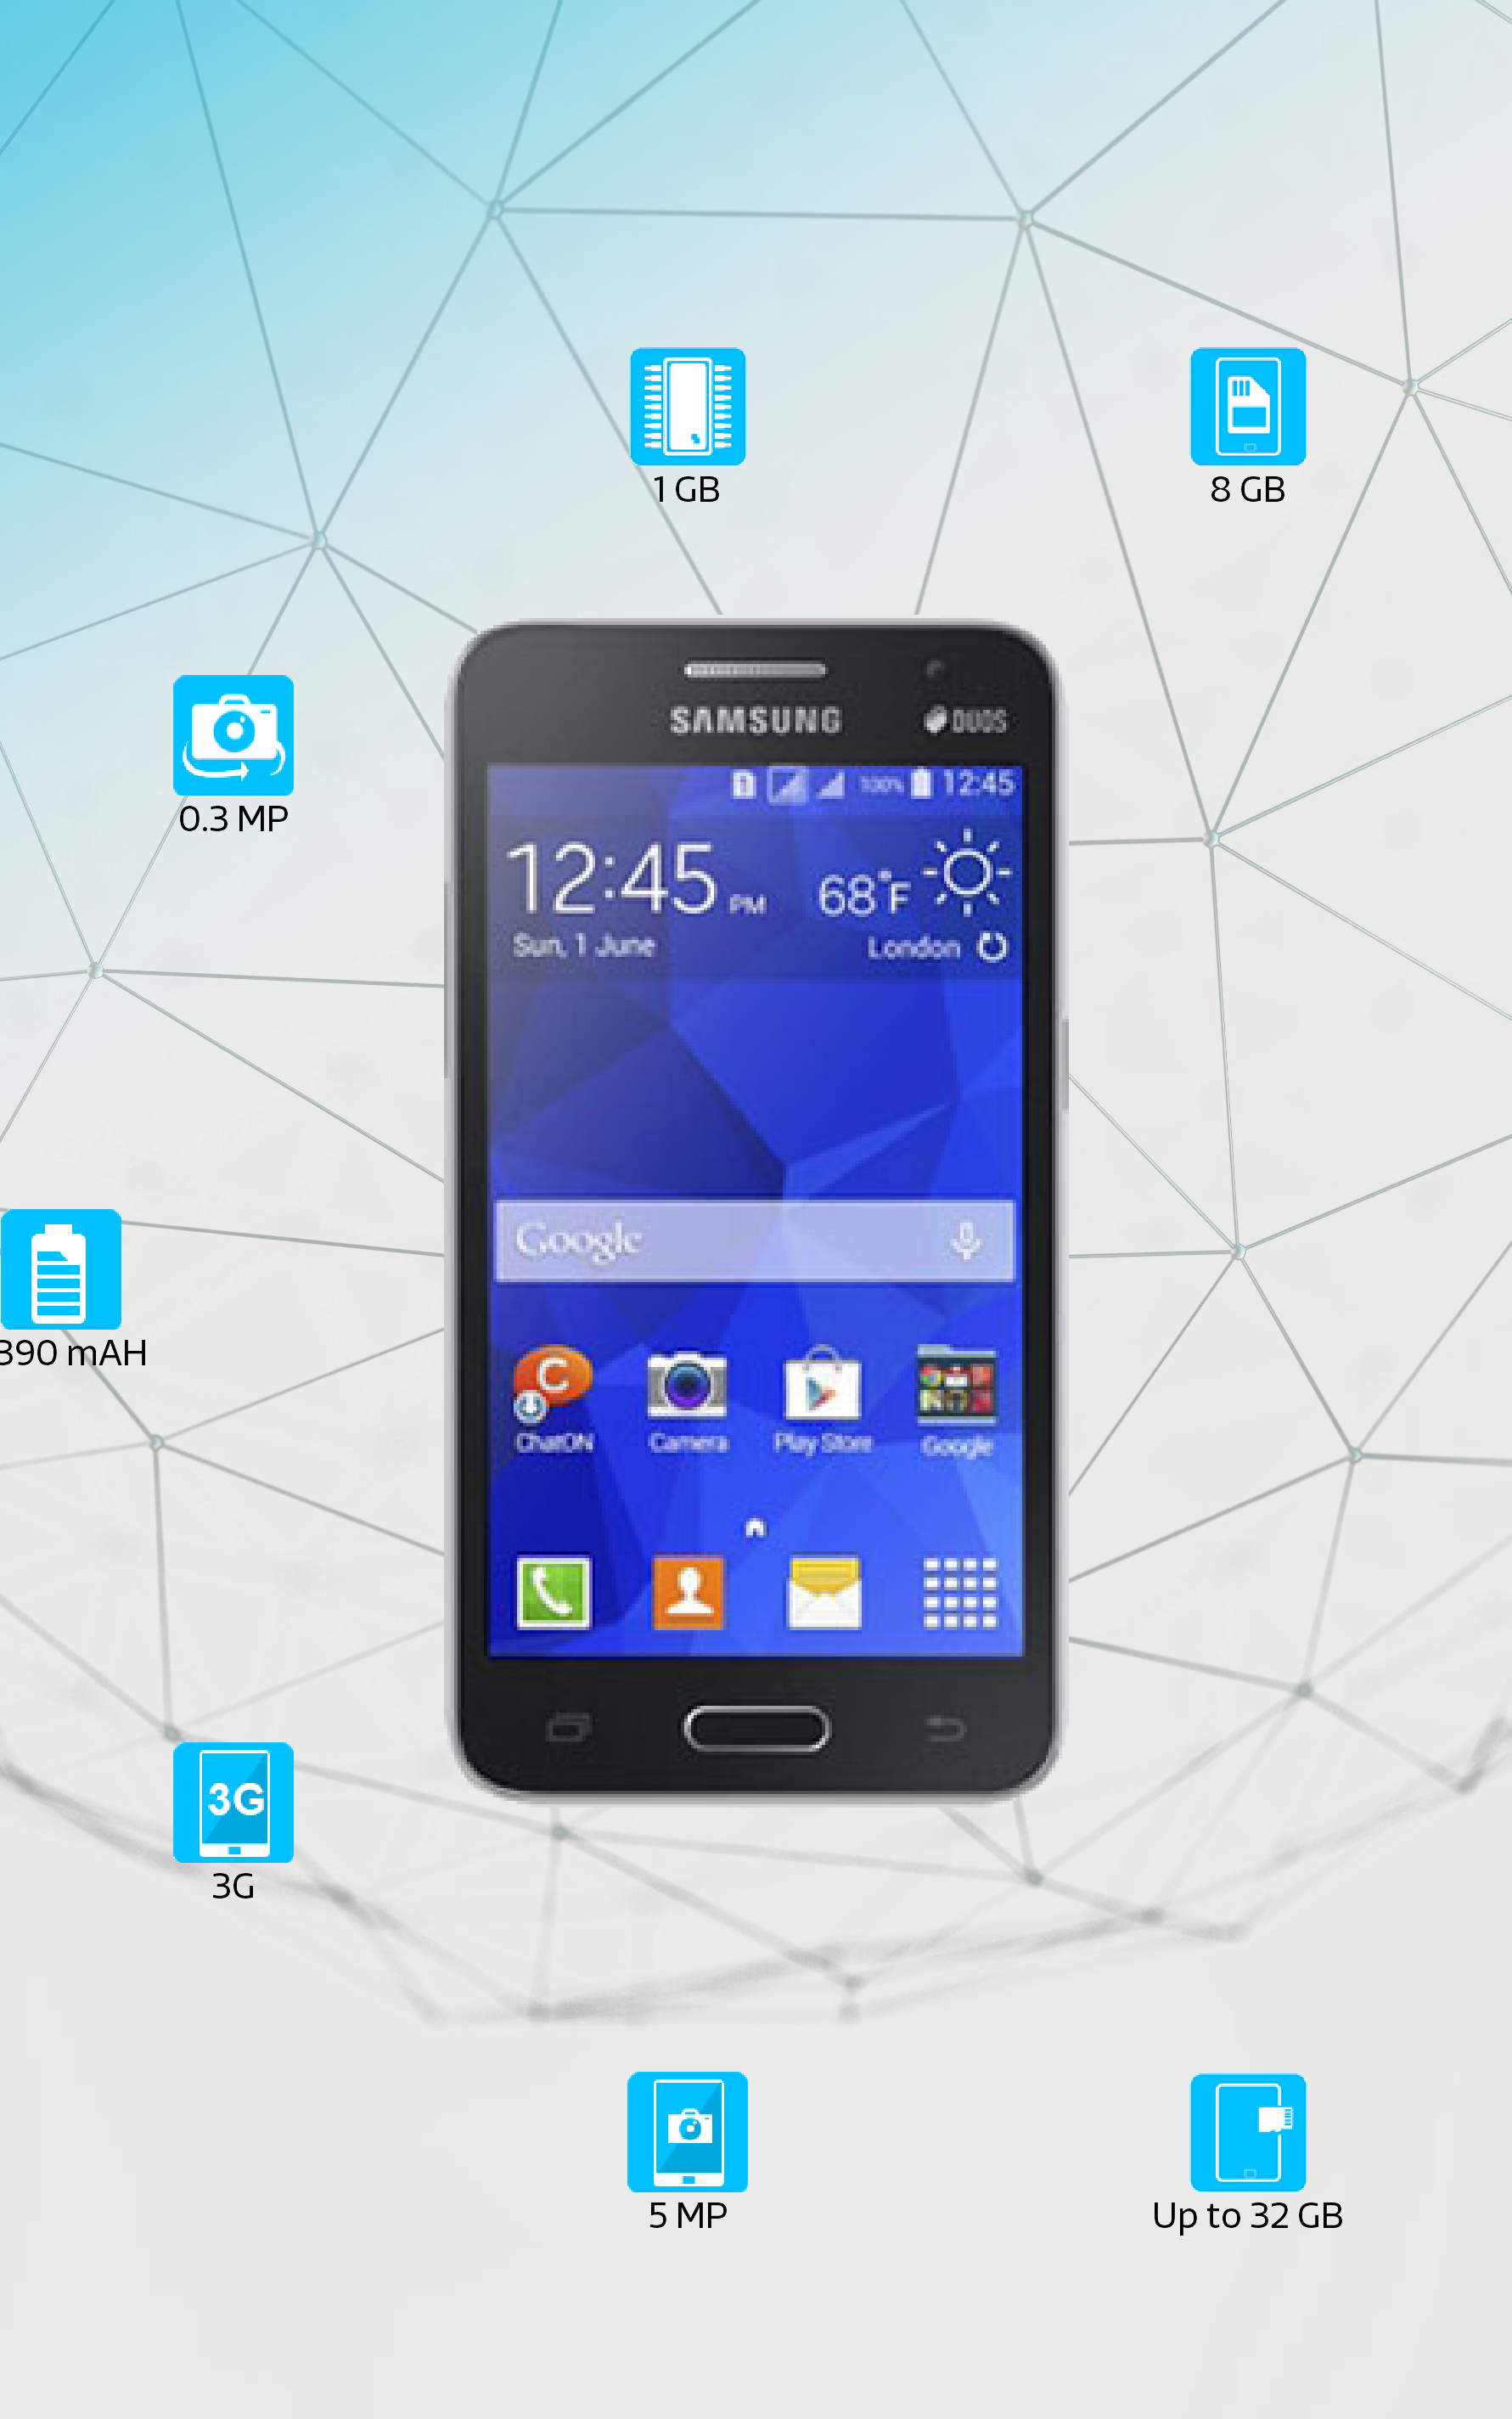 1 GB
8 GB
0.3 MP
SAMSUNG DUOS
100% 12:45
12:45 PM 68°F
Sun, 1 June London
Google
390 mAH
C
ChatON Camera Play Store Google
3G
3G
5 MP
Up to 32 GB